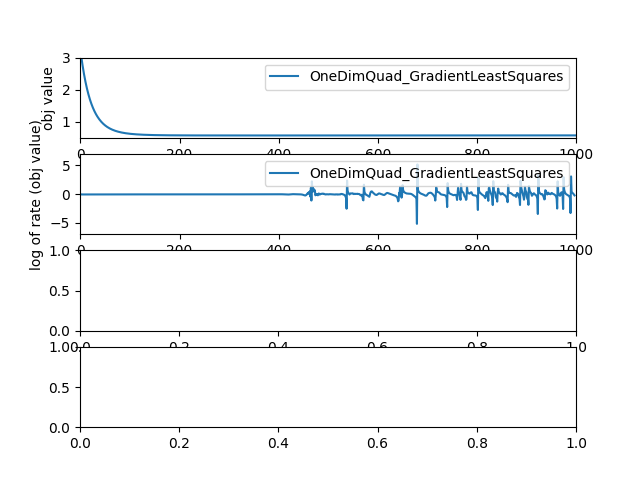 3
2
1
obj value
OneDimQuad_GradientLeastSquares
0 200 400 600 800 1000
5
0
−5
log of rate (obj value)
OneDimQuad_GradientLeastSquares
0 200 400 600 800 1000
1.0
0.5
0.0
0.0 0.2 0.4 0.6 0.8 1.0
1.00
0.5
0.0
0.0 0.2 0.4 0.6 0.8 1.0